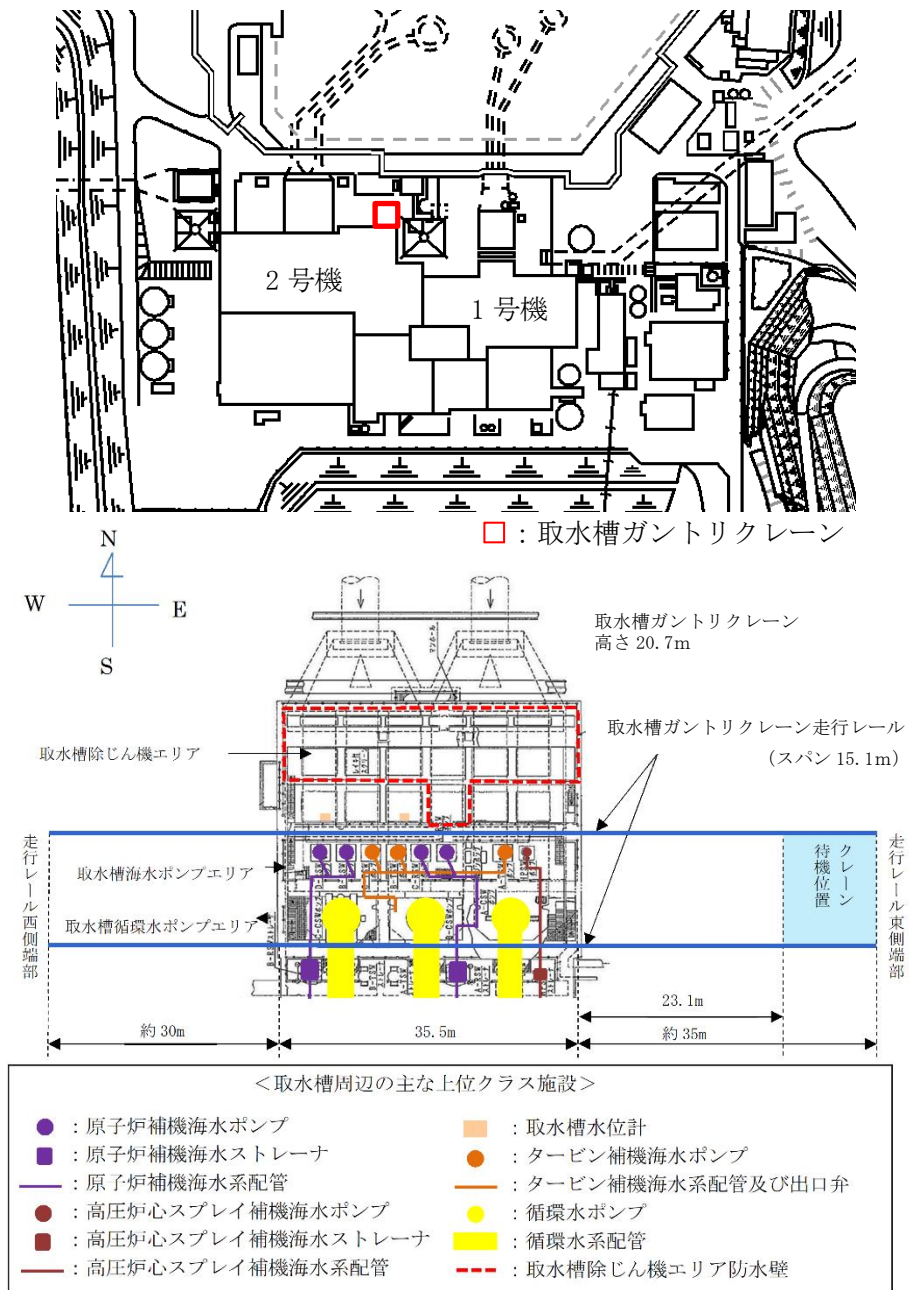 2号機
1号機
□：取水槽ガントリクレーン
N
W
E
S
取水槽ガントリクレーン
高さ 20.7m
マンホール
取水槽ガントリクレーン走行レール
(スパン 15.1m)
取水槽除じん機エリア
取水槽海水ポンプエリア
取水槽循環水ポンプエリア
走行レール西側端部
クレーン
待機位置
走行レール東側端部
23.1m
約 30m
35.5m
約 35m
＜取水槽周辺の主な上位クラス施設＞
：原子炉補機海水ポンプ
：原子炉補機海水ストレーナ
：原子炉補機海水系配管
：高圧炉心スプレイ補機海水ポンプ
：高圧炉心スプレイ補機海水ストレーナ
：高圧炉心スプレイ補機海水系配管
：取水槽水位計
：タービン補機海水ポンプ
：タービン補機海水系配管及び出口弁
：循環水ポンプ
：循環水系配管
：取水槽除じん機エリア防水壁